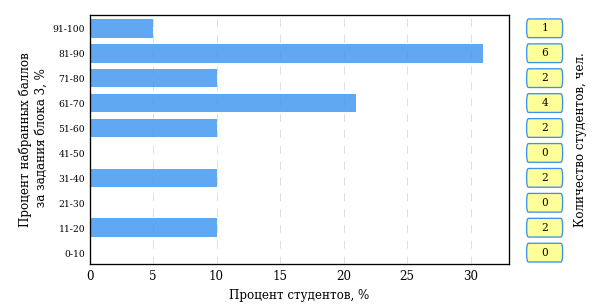 91-100 1
81-90 6
71-80 2
61-70 4
51-60 2
41-50 0
31-40 2
21-30 0
11-20 2
0-10 0
0 5 10 15 20 25 30
Процент студентов, %
Процент набранных баллов
за задания блока 3, %
Количество студентов, чел.